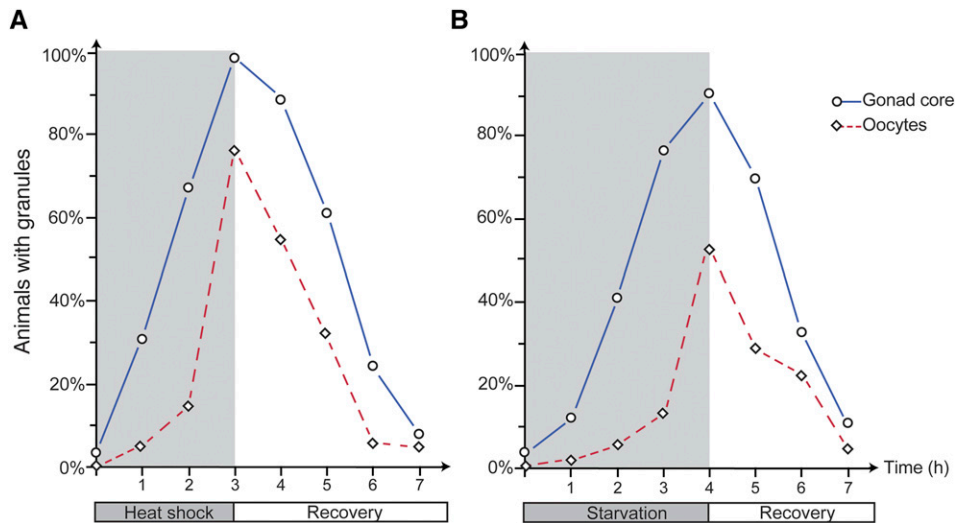 A
Animals with granules
100%
80%
60%
40%
20%
0%
1 2 3 4 5 6 7
Heat shock Recovery
B
100%
80%
60%
40%
20%
0%
1 2 3 4 5 6 7
Time (h)
Starvation Recovery
Gonad core
Oocytes